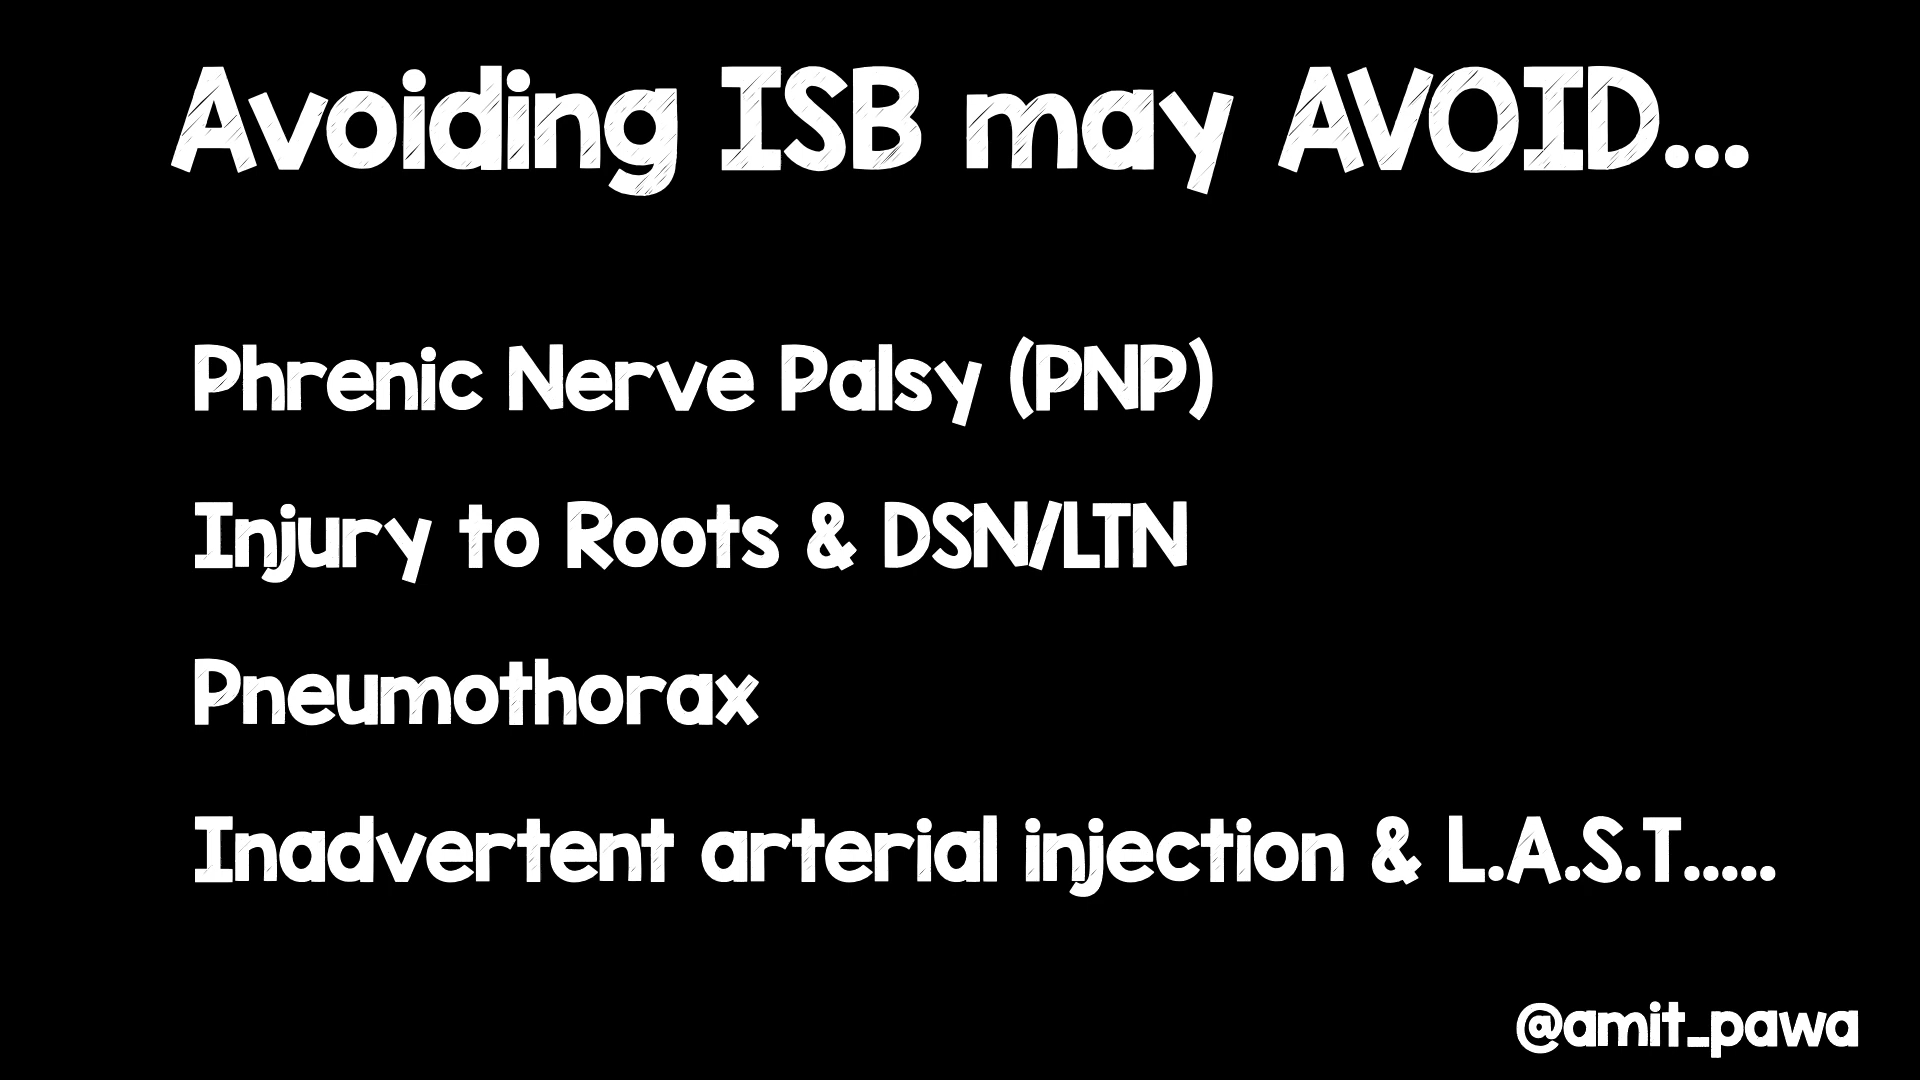 Avoiding ISB may AVOID...
Phrenic Nerve Palsy (PNP)
Injury to Roots & DSN/LTN
Pneumothorax
Inadvertent arterial injection & L.A.S.T.....
@amit_pawa